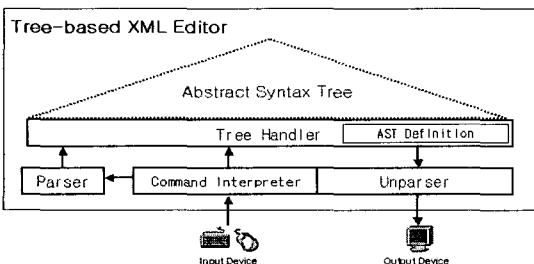 Tree-based XML Editor
Abstract Syntax Tree
Tree Handler
AST Definition
Parser
Command Interpreter
Unparser
Input Device
Output Device